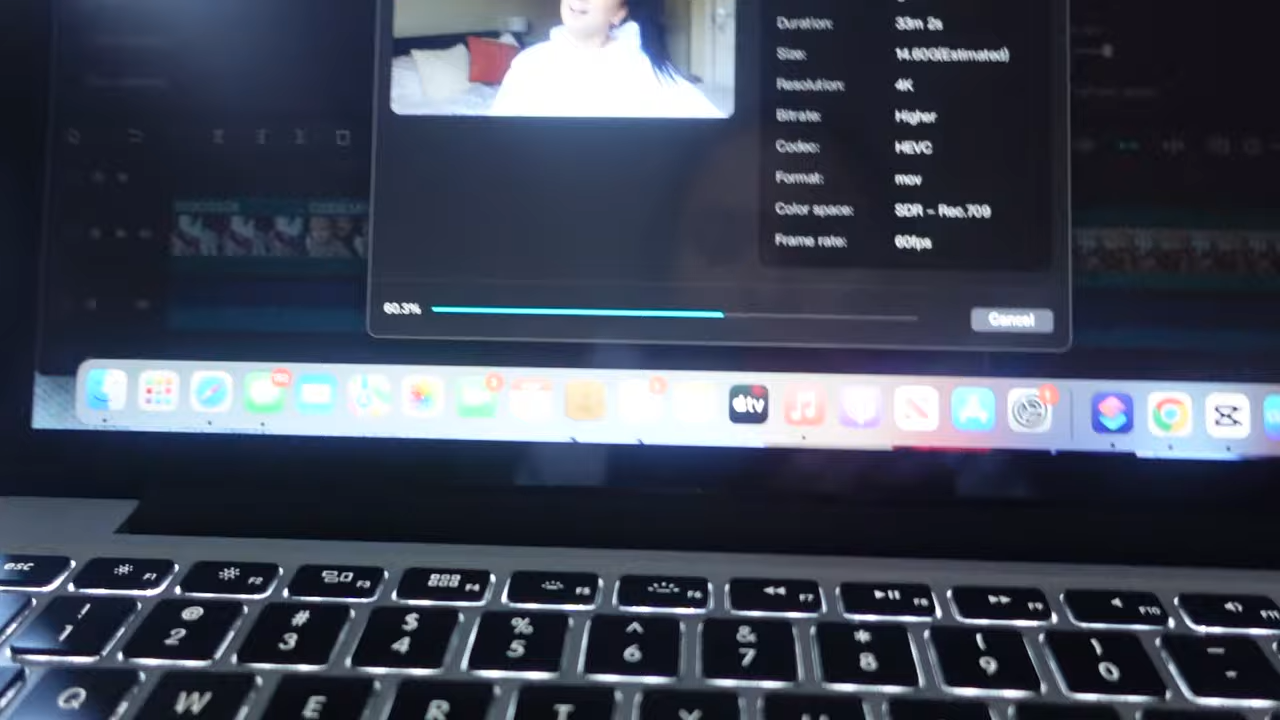 Duration: 33m 2s
Size: 14.60G(Estimated)
Resolution: 4K
Bitrate: Higher
Codec: HEVC
Format: mov
Color space: SDR - Rec.709
Frame rate: 60fps
60.3%
Cancel
tv
esc F1 F2 F3 F4 F5 F6 F7 F8 F9 F10 F11
! @ # $ % ^ & * ( ) _
1 2 3 4 5 6 7 8 9 0 -
Q W E R T Y U